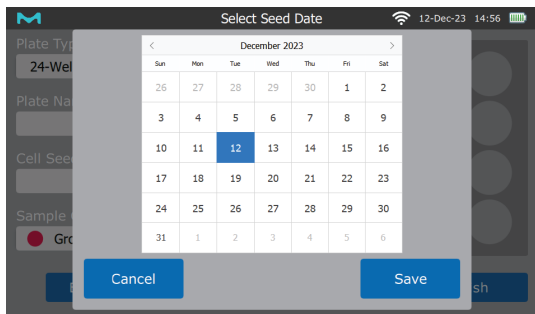 Select Seed Date
12-Dec-23 14:56
Plate Typ
24-Wel
Plate Na
Cell See
Sample
Gro
< December 2023 >
Sun Mon Tue Wed Thu Fri Sat
26 27 28 29 30 1 2
3 4 5 6 7 8 9
10 11 12 13 14 15 16
17 18 19 20 21 22 23
24 25 26 27 28 29 30
31 1 2 3 4 5 6
Cancel
Save
sh